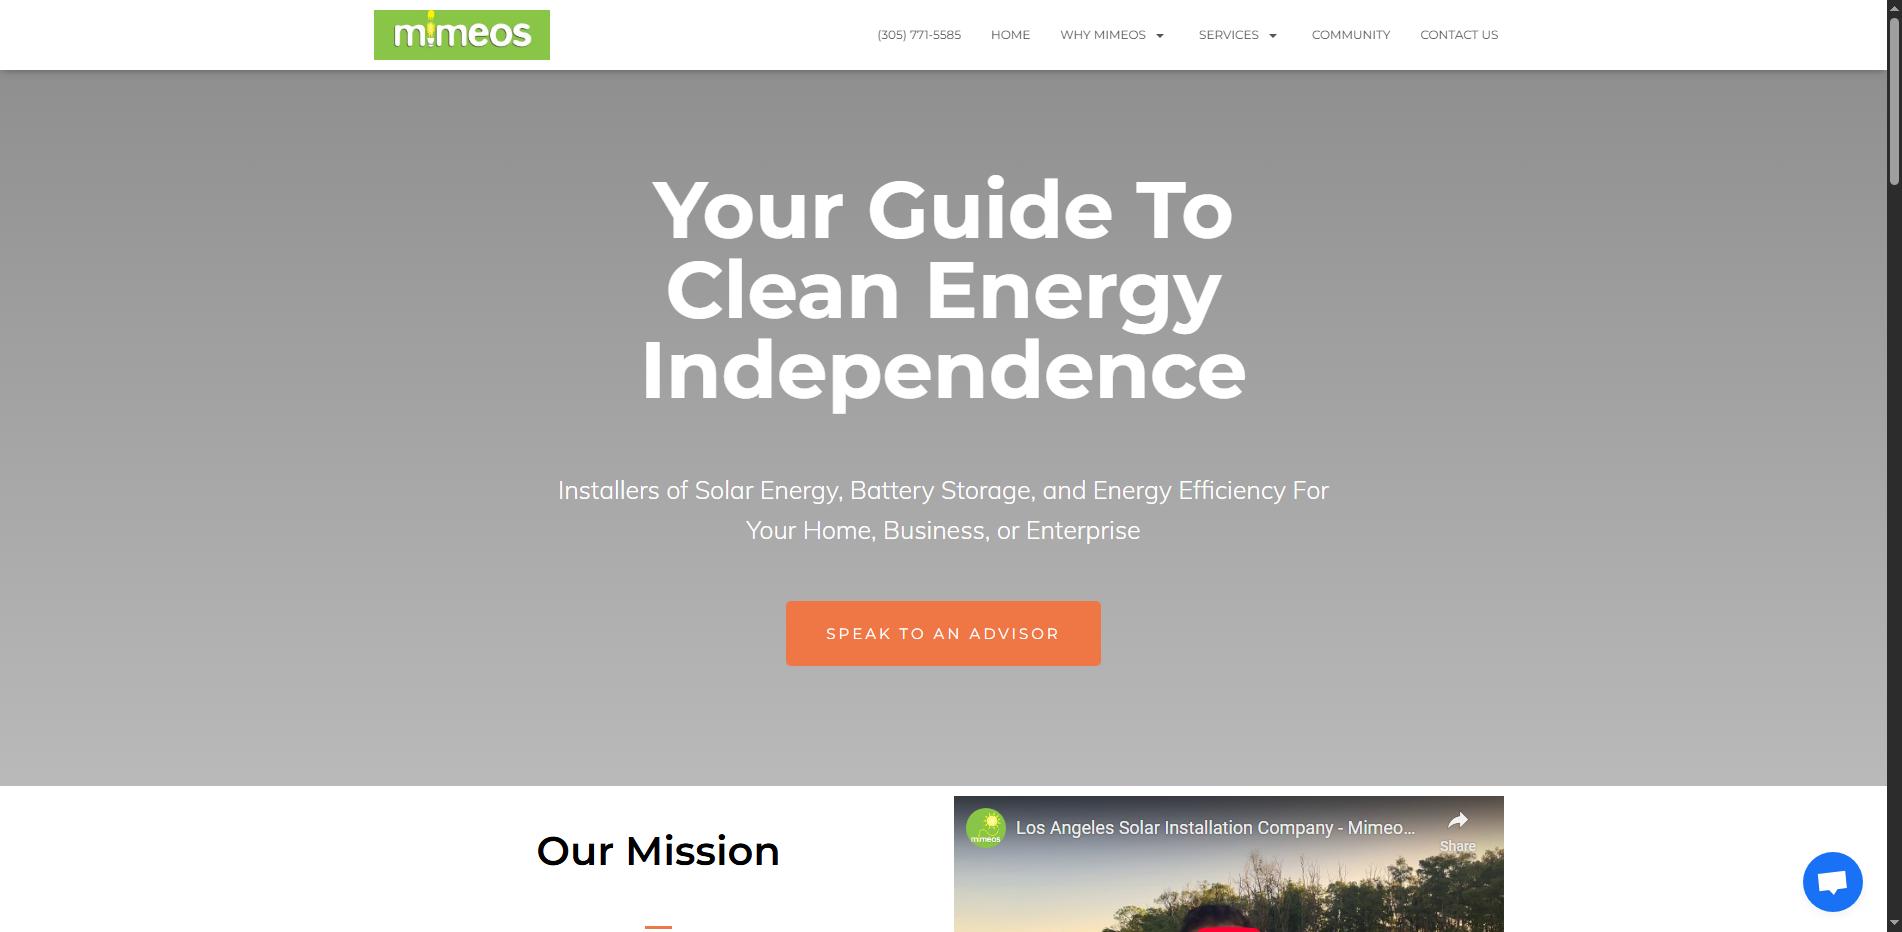 mimeos
(305) 771-5585
HOME
WHY MIMEOS
SERVICES
COMMUNITY
CONTACT US
Your Guide To
Clean Energy
Independence
Installers of Solar Energy, Battery Storage, and Energy Efficiency For
Your Home, Business, or Enterprise
SPEAK TO AN ADVISOR
Our Mission
mimeos
Los Angeles Solar Installation Company - Mimeo...
Share